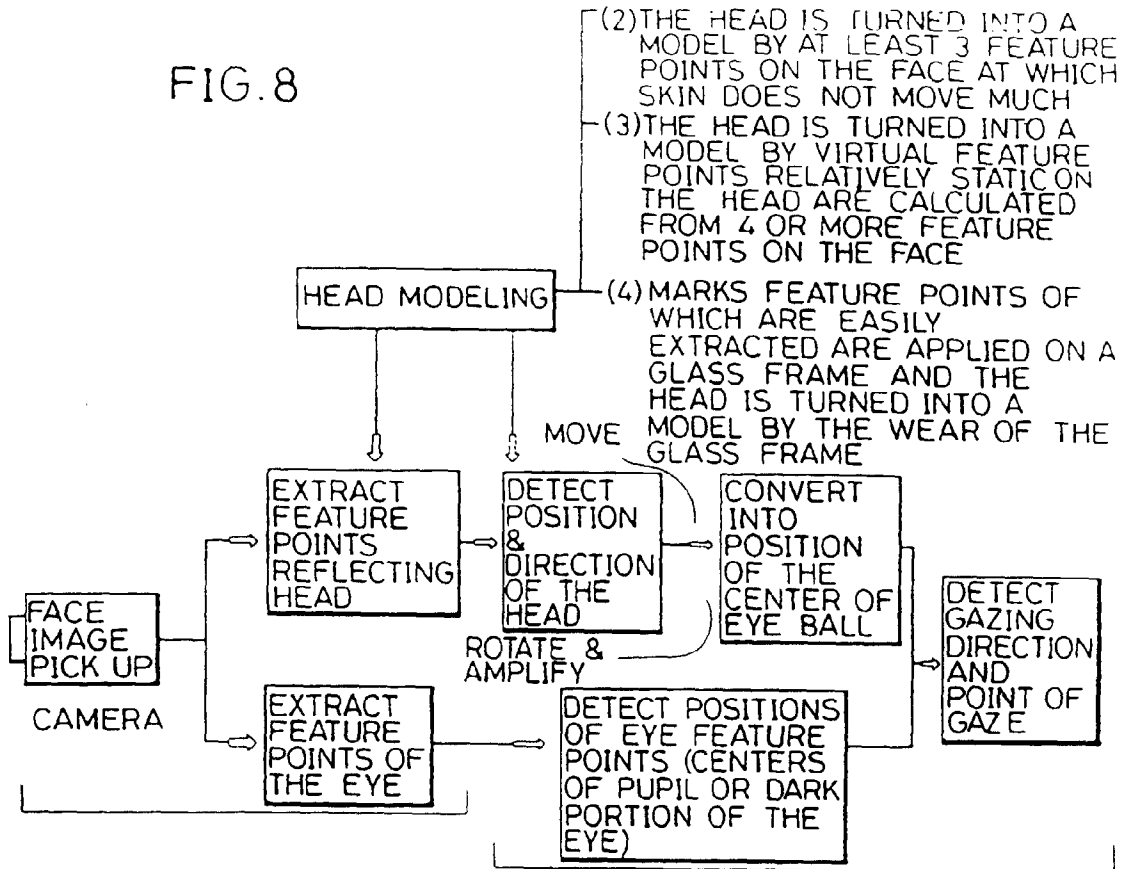 FIG.8
(2) THE HEAD IS TURNED INTO A
MODEL BY AT LEAST 3 FEATURE
POINTS ON THE FACE AT WHICH
SKIN DOES NOT MOVE MUCH
(3) THE HEAD IS TURNED INTO A
MODEL BY VIRTUAL FEATURE
POINTS RELATIVELY STATIC ON
THE HEAD ARE CALCULATED
FROM 4 OR MORE FEATURE
POINTS ON THE FACE
HEAD MODELING
(4) MARKS FEATURE POINTS OF
WHICH ARE EASILY
EXTRACTED ARE APPLIED ON A
GLASS FRAME AND THE
HEAD IS TURNED INTO A
MODEL BY THE WEAR OF THE
GLASS FRAME
MOVE
EXTRACT
FEATURE
POINTS
REFLECTING
HEAD
DETECT
POSITION
&
DIRECTION
OF THE
HEAD
CONVERT
INTO
POSITION
OF THE
CENTER OF
EYE BALL
ROTATE &
AMPLIFY
FACE
IMAGE
PICK UP
CAMERA
EXTRACT
FEATURE
POINTS OF
THE EYE
DETECT POSITIONS
OF EYE FEATURE
POINTS (CENTERS
OF PUPIL OR DARK
PORTION OF THE
EYE)
DETECT
GAZING
DIRECTION
AND
POINT OF
GAZE